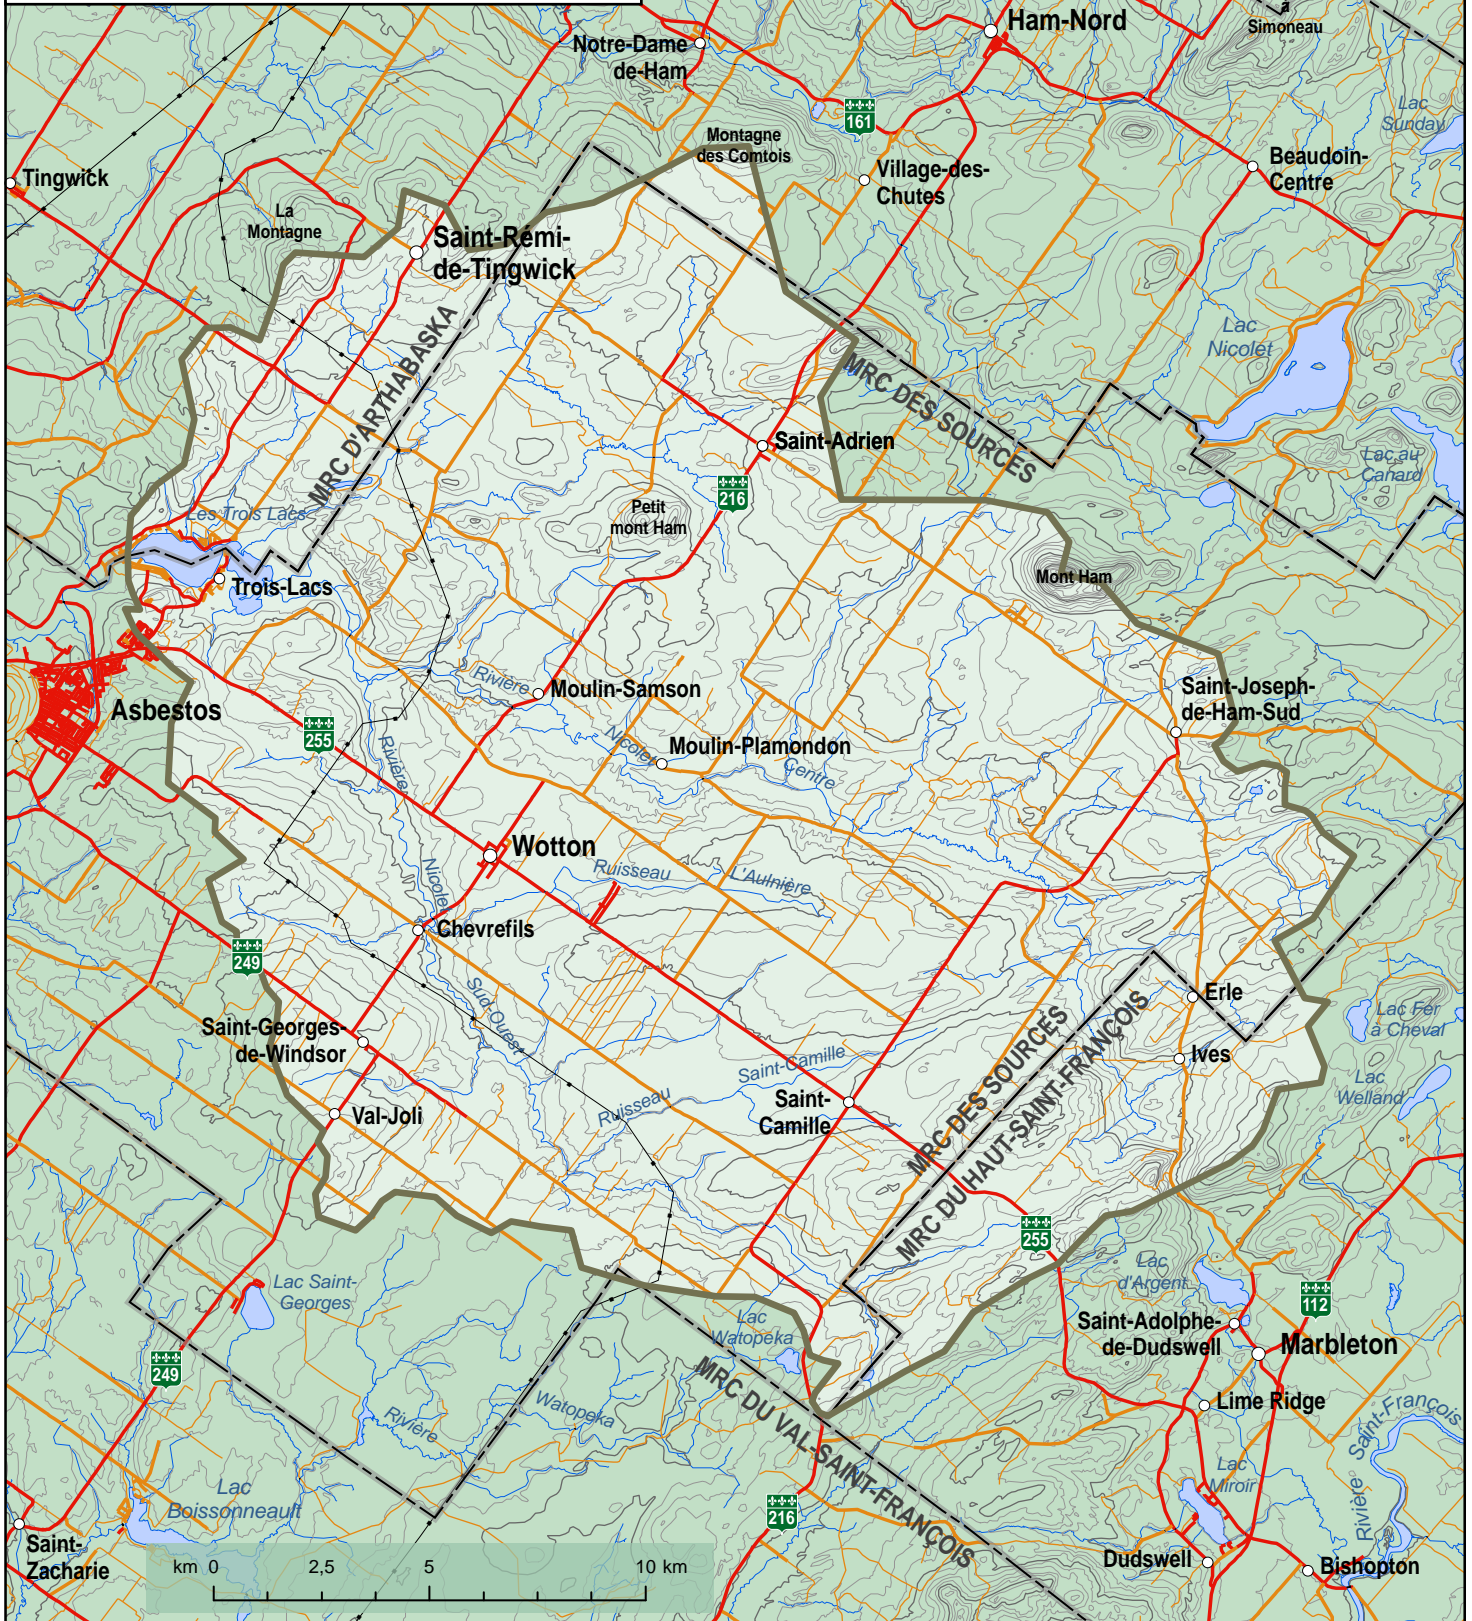 à
Simoneau
Ham-Nord
Notre-Dame
de-Ham
161
Lac
Sunday
Montagne
des Comtois
Beaudoin-
Centre
Village-des-
Chutes
Tingwick
La
Montagne
Saint-Rémi-
de-Tingwick
MRC D'ARTHABASKA
Lac
Nicolet
MRC DES SOURCES
Saint-Adrien
Lac au
Canard
216
Petit
mont Ham
Les Trois Lacs
Trois-Lacs
Mont Ham
Rivière
Moulin-Samson
Saint-Joseph-
de-Ham-Sud
Asbestos
255
Rivière
Nicolet
Moulin-Plamondon
Centre
Wotton
Ruisseau
L'Aulnière
Nicolet
Chevrefils
249
Sud-Ouest
Erle
Saint-Georges-
de-Windsor
MRC DES SOURCES
MRC DU HAUT-SAINT-FRANÇOIS
Lac Fer
à Cheval
Ives
Saint-Camille
Ruisseau
Lac
Welland
Saint-
Camille
Val-Joli
255
Lac Saint-
Georges
Lac
d'Argent
112
Saint-Adolphe-
de-Dudswell
Marbleton
Lac
Watopeka
249
MRC DU VAL-SAINT-FRANÇOIS
Rivière
Watopeka
Lime Ridge
Rivière
Saint-François
Lac
Miroir
Lac
Boissonneault
216
Saint-
Zacharie
Dudswell
Bishopton
km 0 2,5 5 10 km